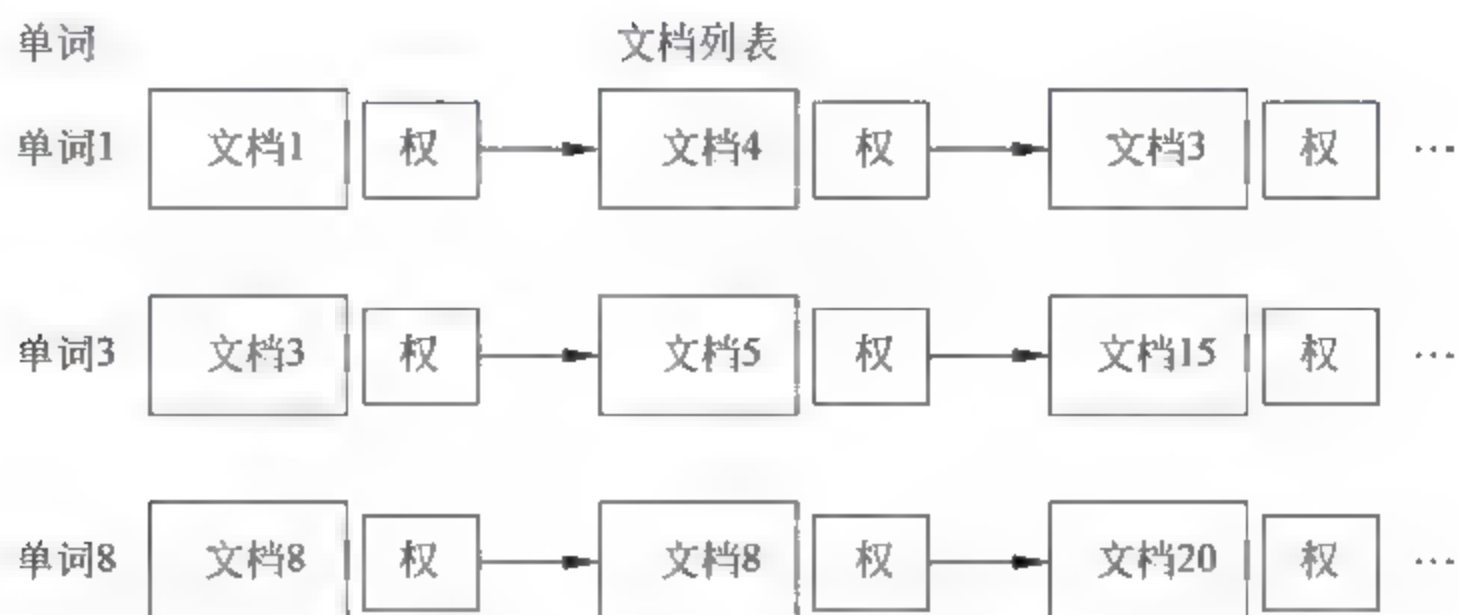 单词 文档列表
单词1 文档1 权 文档4 权 文档3 权 …
单词3 文档3 权 文档5 权 文档15 权 …
单词8 文档8 权 文档8 权 文档20 权 …